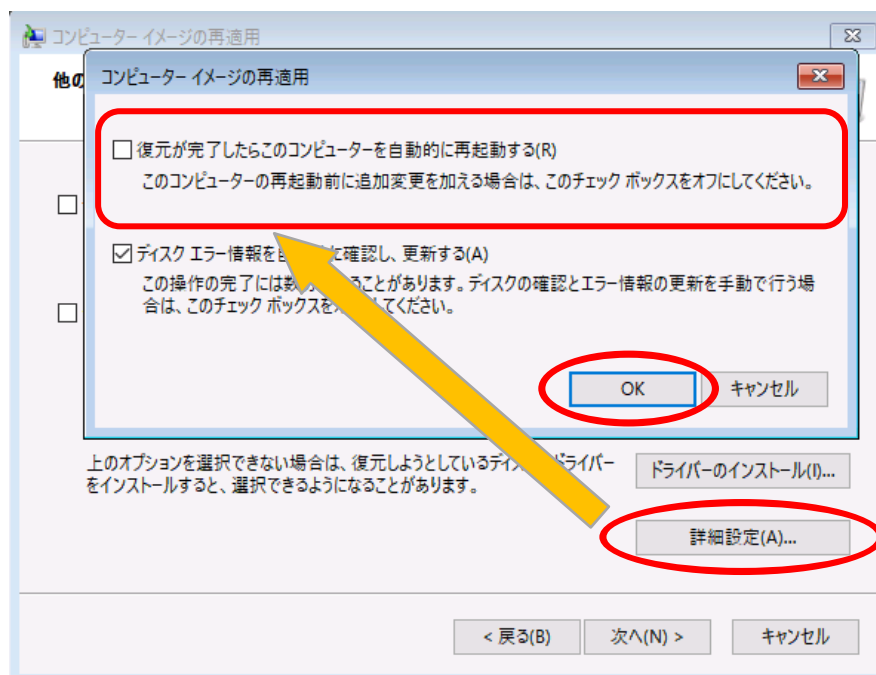 コンピューター イメージの再適用
他の
コンピューター イメージの再適用
復元が完了したらこのコンピューターを自動的に再起動する(R)
このコンピューターの再起動前に追加変更を加える場合は、このチェック ボックスをオフにしてください。
ディスク エラー情報を に確認し、更新する(A)
この操作の完了には数 ることがあります。ディスクの確認とエラー情報の更新を手動で行う場
合は、このチェック ボックスを してください。
OK
キャンセル
上のオプションを選択できない場合は、復元しようとしているディス ドライバー
をインストールすると、選択できるようになることがあります。
ドライバーのインストール(I)...
詳細設定(A)...
< 戻る(B)
次へ(N) >
キャンセル